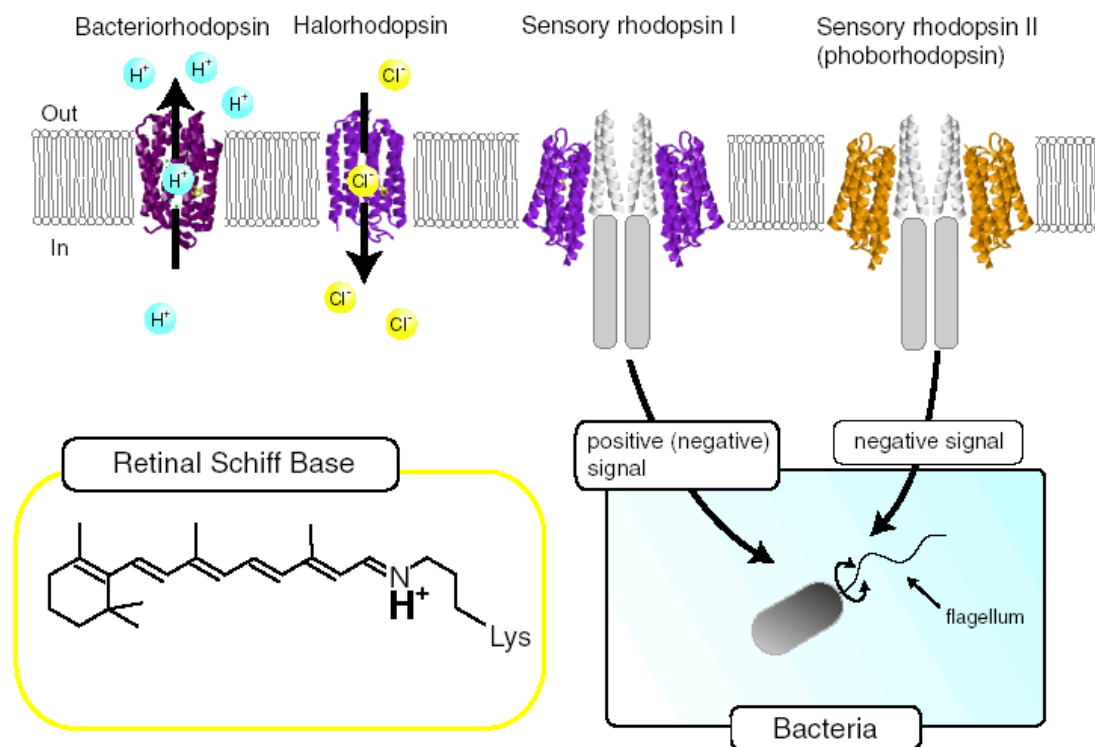 Bacteriorhodopsin
Halorhodopsin
Sensory rhodopsin I
Sensory rhodopsin II
(phoborhodopsin)
H⁺
H⁺
H⁺
Cl⁻
Out
H⁺
Cl⁻
In
H⁺
Cl⁻
Cl⁻
positive (negative)
signal
negative signal
Retinal Schiff Base
N
H⁺
Lys
flagellum
Bacteria